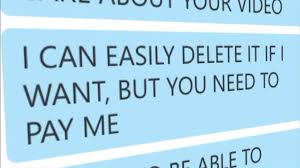 ABOUT YOUR VIDEO
I CAN EASILY DELETE IT IF I
WANT, BUT YOU NEED TO
PAY ME
BE ABLE TO